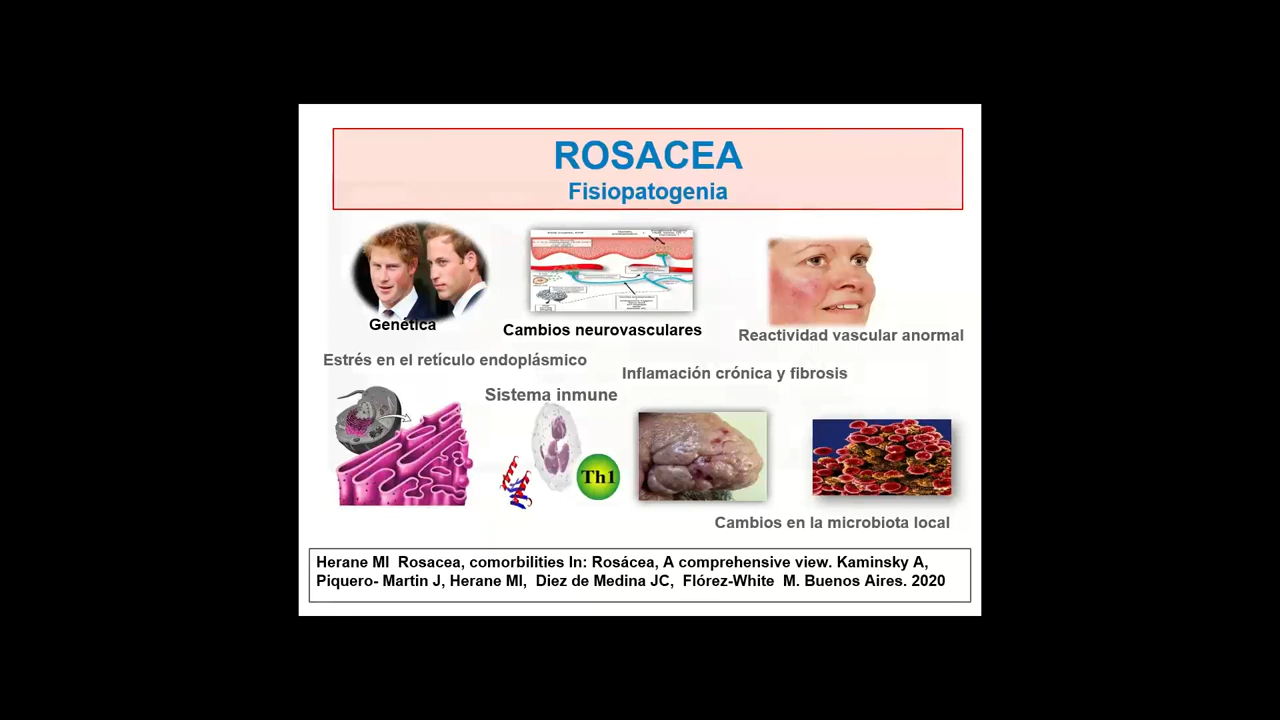 ROSACEA
Fisiopatogenia
Genética
Cambios neurovasculares
Reactividad vascular anormal
Estrés en el retículo endoplásmico
Inflamación crónica y fibrosis
Sistema inmune
Th1
Cambios en la microbiota local
Herane MI Rosacea, comorbilities In: Rosácea, A comprehensive view. Kaminsky A,
Piquero- Martin J, Herane MI, Diez de Medina JC, Flórez-White M. Buenos Aires. 2020